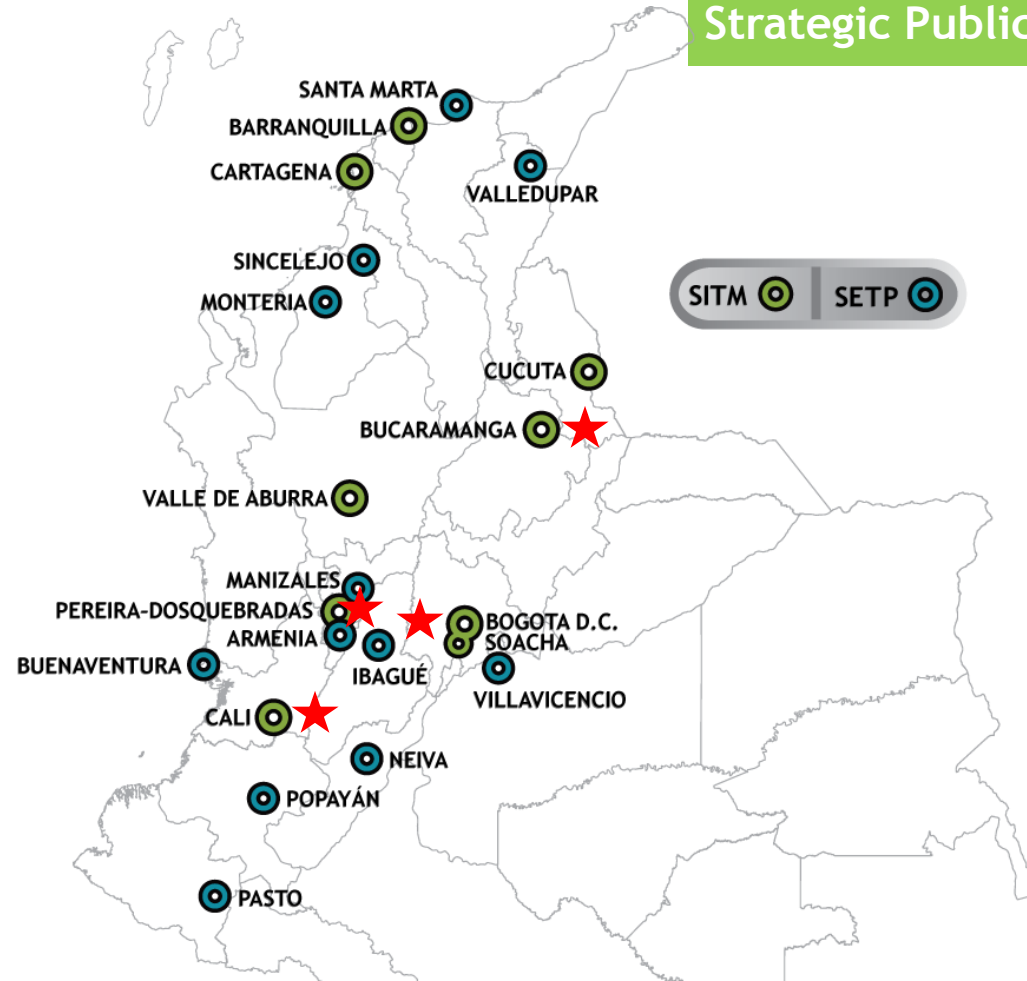 Strategic Public
SANTA MARTA
BARRANQUILLA
CARTAGENA
VALLEDUPAR
SINCELEJO
MONTERIA
SITM
SETP
CUCUTA
BUCARAMANGA
VALLE DE ABURRA
MANIZALES
PEREIRA-DOSQUEBRADAS
BOGOTA D.C.
ARMENIA
SOACHA
BUENAVENTURA
IBAGUÉ
VILLAVICENCIO
CALI
NEIVA
POPAYÁN
PASTO